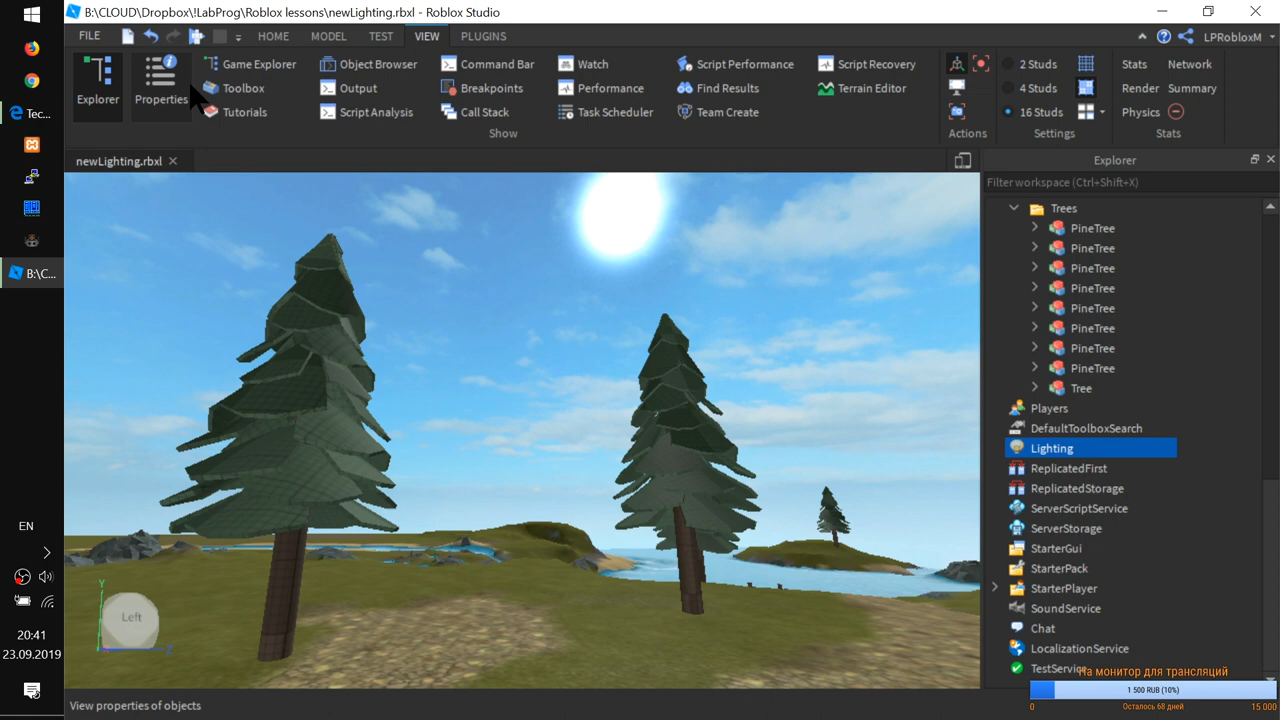 B:\CLOUD\Dropbox\!LabProg\Roblox lessons\newLighting.rbxl - Roblox Studio
FILE HOME MODEL TEST VIEW PLUGINS LPRobloxM
Explorer Properties
Game Explorer Object Browser Command Bar Watch Script Performance Script Recovery
Toolbox Output Breakpoints Performance Find Results Terrain Editor
Tutorials Script Analysis Call Stack Task Scheduler Team Create
Show Actions Settings Stats
2 Studs Stats Network
4 Studs Render Summary
16 Studs Physics
newLighting.rbxl
Explorer
Filter workspace (Ctrl+Shift+X)
Trees
PineTree
PineTree
PineTree
PineTree
PineTree
PineTree
PineTree
PineTree
Tree
Players
DefaultToolboxSearch
Lighting
ReplicatedFirst
ReplicatedStorage
ServerScriptService
ServerStorage
StarterGui
StarterPack
StarterPlayer
SoundService
Chat
LocalizationService
TestService
На монитор для трансляций
1 500 RUB (10%)
0 Осталось 68 дней 15 000
Y
Left
Z
View properties of objects
Tec...
B:\C...
EN
20:41
23.09.2019